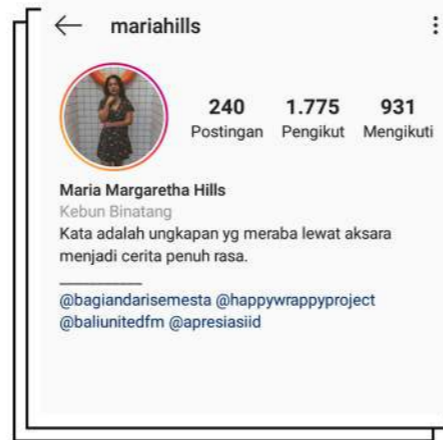 mariahills
240 1.775 931
Postingan Pengikut Mengikuti
Maria Margaretha Hills
Kebun Binatang
Kata adalah ungkapan yg meraba lewat aksara
menjadi cerita penuh rasa.
@bagiandarisemesta @happywrappyproject
@baliunitedfm @apresiasiid